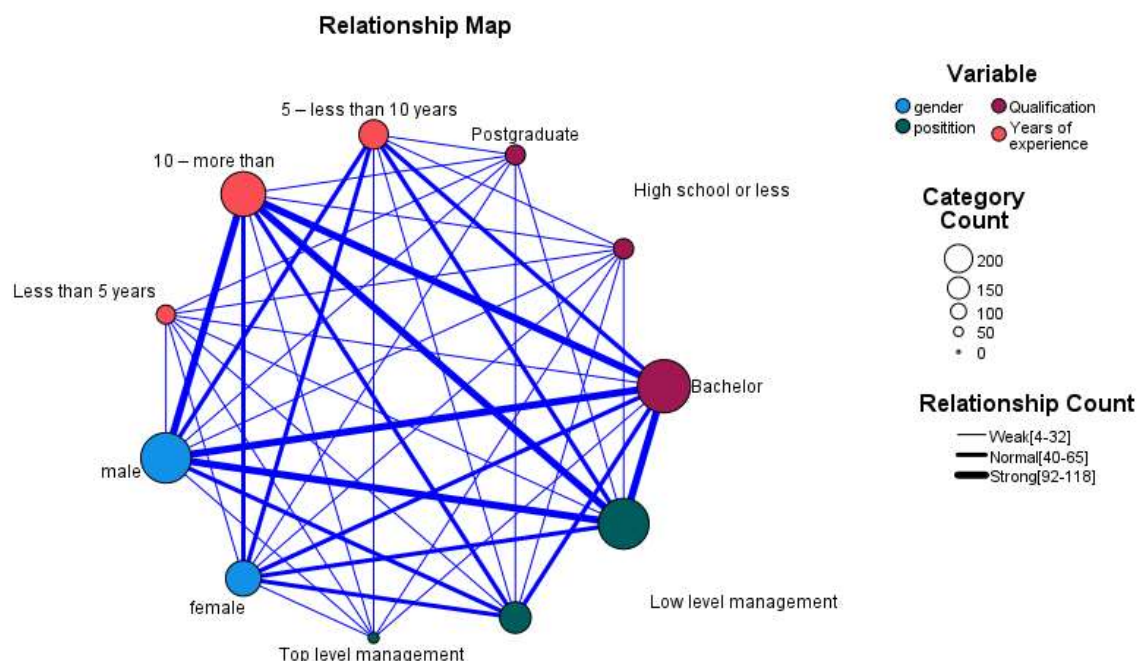 Relationship Map
5 – less than 10 years
Postgraduate
10 – more than
High school or less
Less than 5 years
Bachelor
male
female
Low level management
Top level management
Variable
gender
Qualification
positition
Years of
experience
Category
Count
200
150
100
50
0
Relationship Count
Weak[4-32]
Normal[40-65]
Strong[92-118]